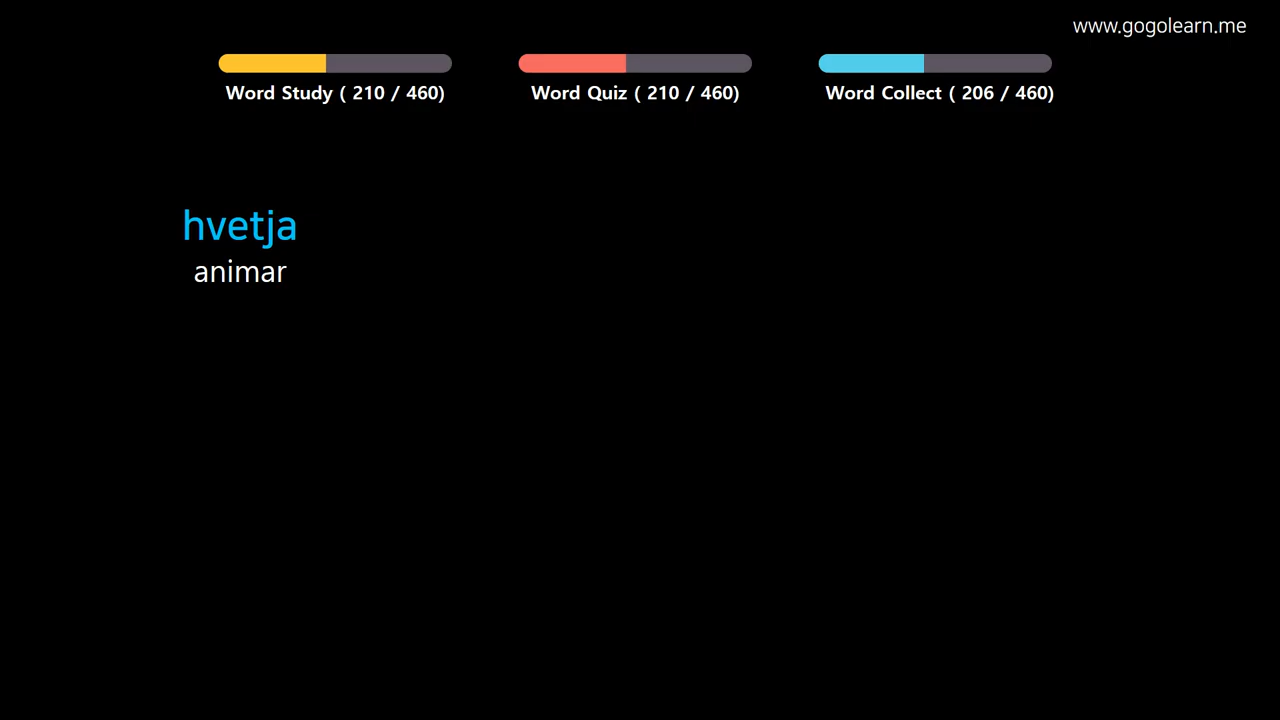 www.gogolearn.me
Word Study ( 210 / 460)
Word Quiz ( 210 / 460)
Word Collect ( 206 / 460)
hvetja
animar